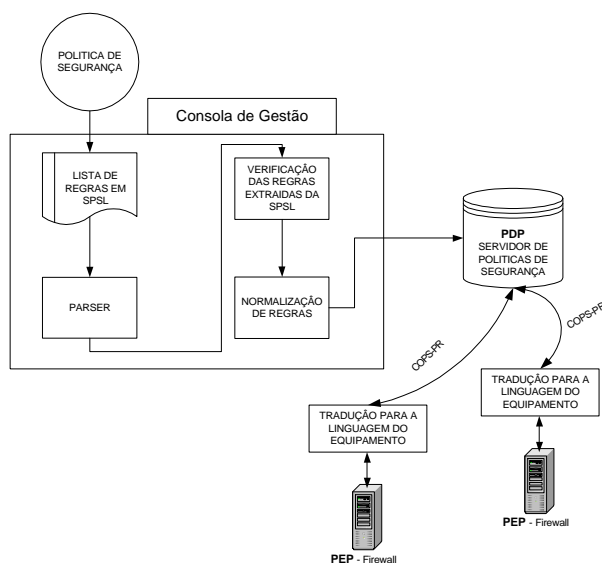 POLITICA DE
SEGURANÇA
Consola de Gestão
LISTA DE
REGRAS EM
SPSL
VERIFICAÇÃO
DAS REGRAS
EXTRAIDAS DA
SPSL
PARSER
NORMALIZAÇÃO
DE REGRAS
PDP
SERVIDOR DE
POLITICAS DE
SEGURANÇA
COPS-PR
COPS-PR
TRADUÇÃO PARA A
LINGUAGEM DO
EQUIPAMENTO
TRADUÇÃO PARA A
LINGUAGEM DO
EQUIPAMENTO
PEP - Firewall
PEP - Firewall